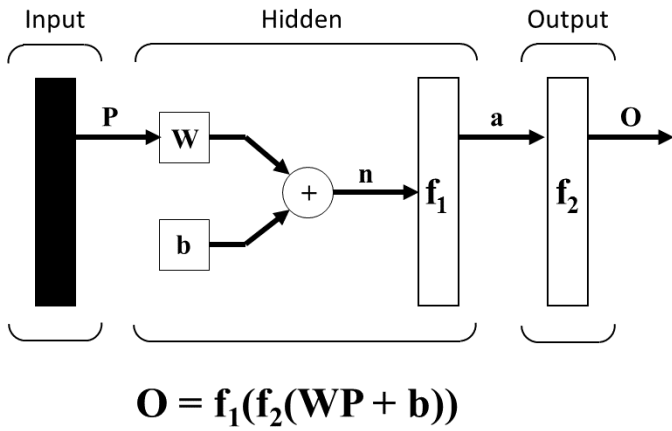 Input Hidden Output
P a O
W
n
+
f₁ f₂
b
O = f₁(f₂(WP + b))